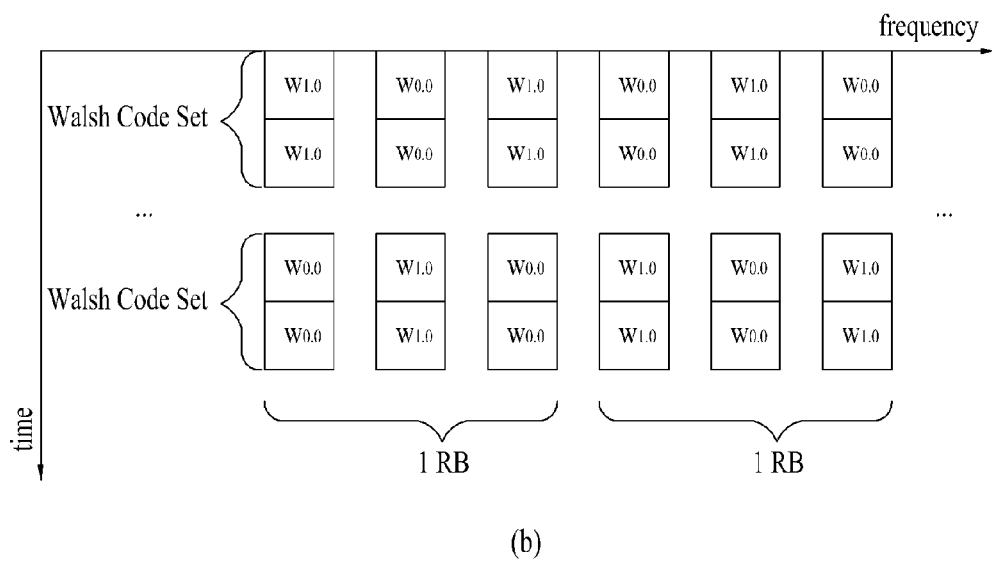 frequency
W1.0 W0.0 W1.0 W0.0 W1.0 W0.0
Walsh Code Set
W1.0 W0.0 W1.0 W0.0 W1.0 W0.0
... ...
W0.0 W1.0 W0.0 W1.0 W0.0 W1.0
Walsh Code Set
W0.0 W1.0 W0.0 W1.0 W0.0 W1.0
time
1 RB 1 RB
(b)